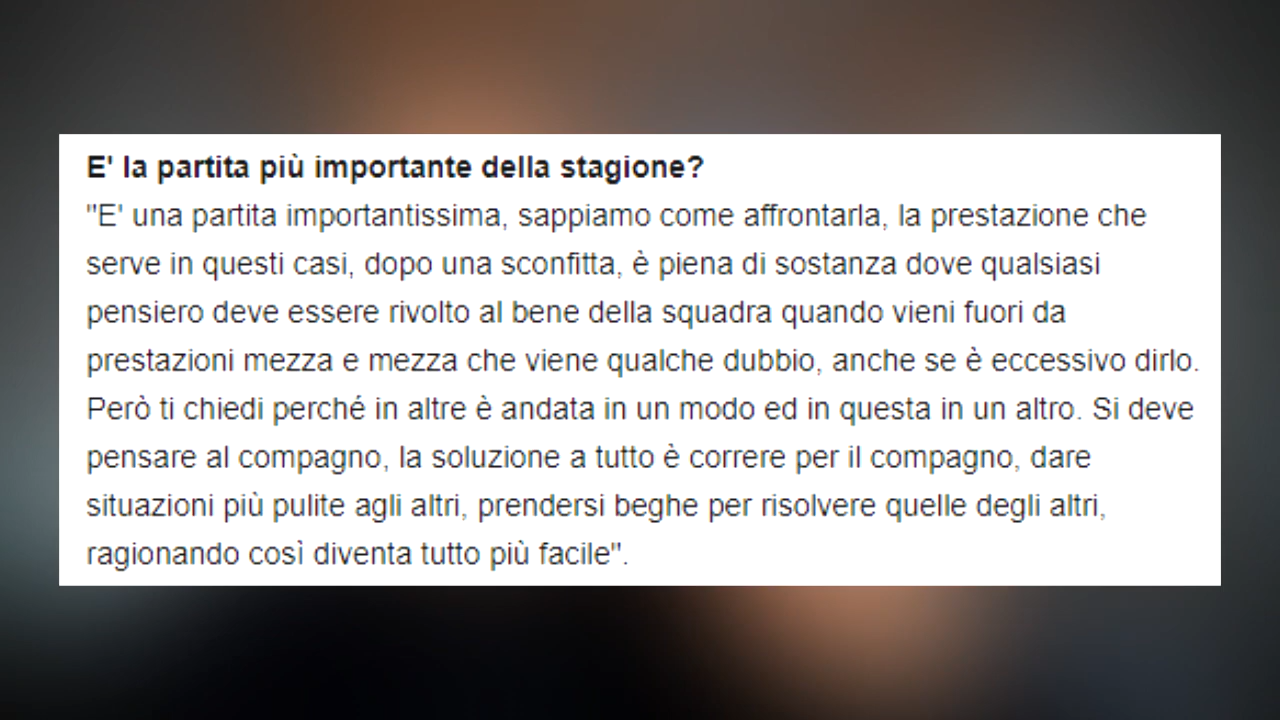 E' la partita più importante della stagione?
"E' una partita importantissima, sappiamo come affrontarla, la prestazione che
serve in questi casi, dopo una sconfitta, è piena di sostanza dove qualsiasi
pensiero deve essere rivolto al bene della squadra quando vieni fuori da
prestazioni mezza e mezza che viene qualche dubbio, anche se è eccessivo dirlo.
Però ti chiedi perché in altre è andata in un modo ed in questa in un altro. Si deve
pensare al compagno, la soluzione a tutto è correre per il compagno, dare
situazioni più pulite agli altri, prendersi beghe per risolvere quelle degli altri,
ragionando così diventa tutto più facile".